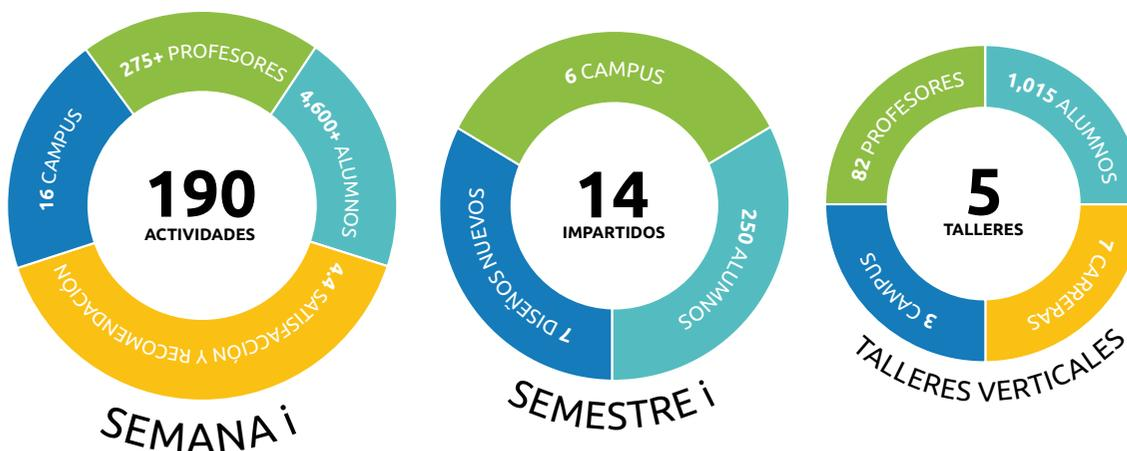 275+ PROFESORES
4,600+ ALUMNOS
4.4 SATISFACCIÓN Y RECOMENDACIÓN
16 CAMPUS
190
ACTIVIDADES
SEMANA i
6 CAMPUS
250 ALUMNOS
7 DISEÑOS NUEVOS
14
IMPARTIDOS
SEMESTRE i
82 PROFESORES
1,015 ALUMNOS
7 CARRERAS
3 CAMPUS
5
TALLERES
TALLERES VERTICALES